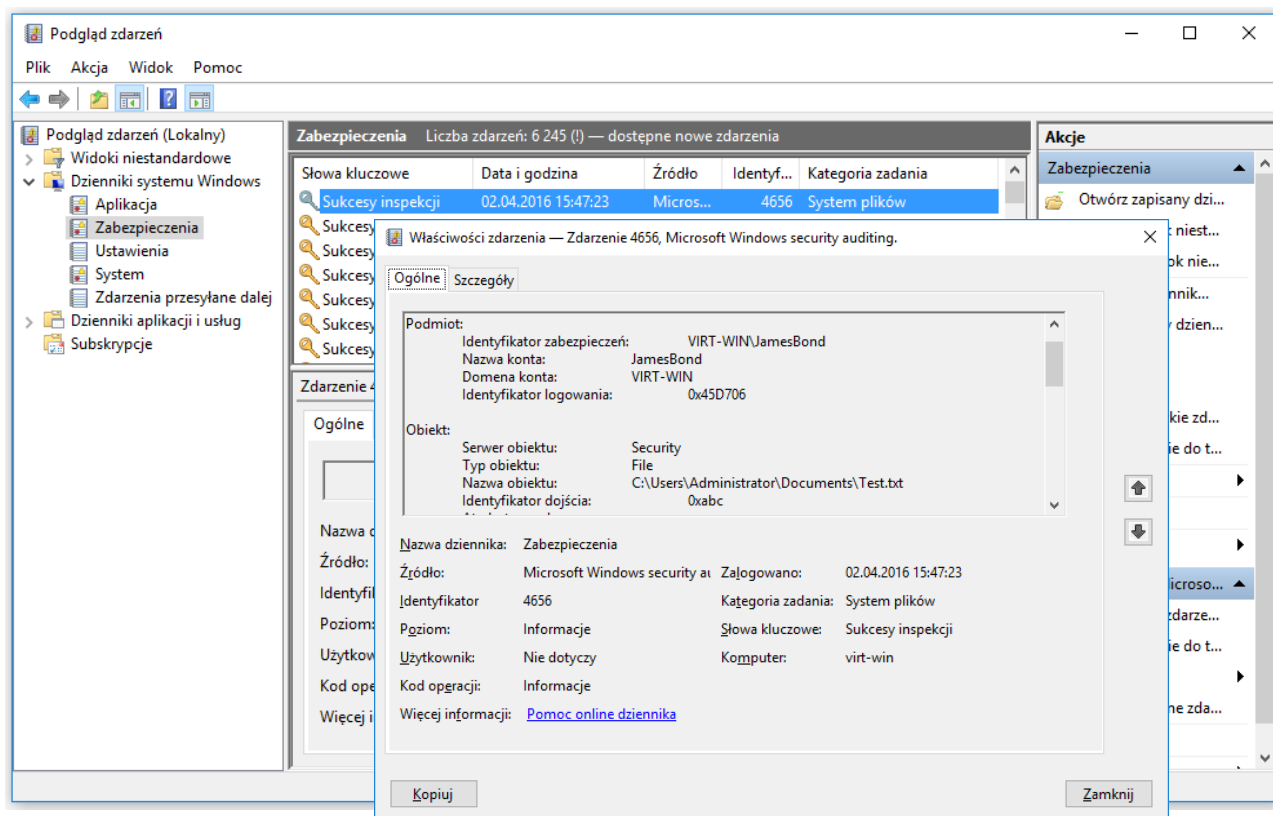 Podgląd zdarzeń
Plik Akcja Widok Pomoc
Podgląd zdarzeń (Lokalny)
Widoki niestandardowe
Dzienniki systemu Windows
Aplikacja
Zabezpieczenia
Ustawienia
System
Zdarzenia przesyłane dalej
Dzienniki aplikacji i usług
Subskrypcje
Zabezpieczenia Liczba zdarzeń: 6 245 (!) — dostępne nowe zdarzenia
Słowa kluczowe Data i godzina Źródło Identyf... Kategoria zadania
Sukcesy inspekcji 02.04.2016 15:47:23 Micros... 4656 System plików
Sukcesy
Sukcesy
Sukcesy
Sukcesy
Sukcesy
Sukcesy
Zdarzenie 4
Ogólne
Nazwa d
Źródło:
Identyfil
Poziom:
Użytkow
Kod ope
Więcej i
Właściwości zdarzenia — Zdarzenie 4656, Microsoft Windows security auditing.
Ogólne Szczegóły
Podmiot:
Identyfikator zabezpieczeń: VIRT-WIN\JamesBond
Nazwa konta: JamesBond
Domena konta: VIRT-WIN
Identyfikator logowania: 0x45D706
Obiekt:
Serwer obiektu: Security
Typ obiektu: File
Nazwa obiektu: C:\Users\Administrator\Documents\Test.txt
Identyfikator dojścia: 0xabc
Nazwa dziennika: Zabezpieczenia
Źródło: Microsoft Windows security au Zalogowano: 02.04.2016 15:47:23
Identyfikator 4656 Kategoria zadania: System plików
Poziom: Informacje Słowa kluczowe: Sukcesy inspekcji
Użytkownik: Nie dotyczy Komputer: virt-win
Kod operacji: Informacje
Więcej informacji: Pomoc online dziennika
Kopiuj Zamknij
Akcje
Zabezpieczenia
Otwórz zapisany dzi...
niest...
ok nie...
nnik...
dzien...
kie zd...
ie do t...
icroso...
zdarze...
ie do t...
ne zda...